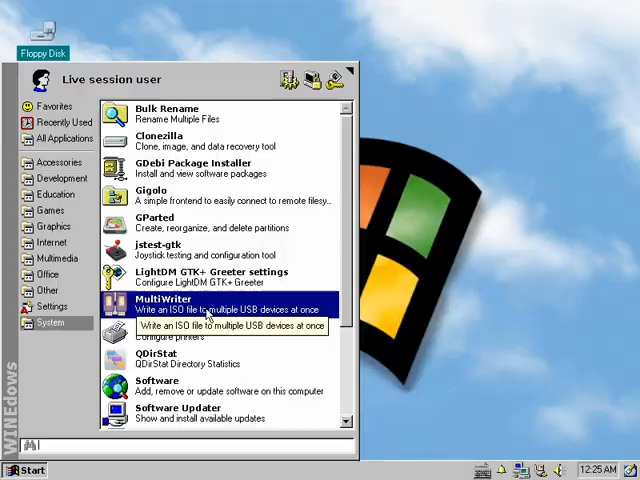 Floppy Disk
Live session user
Favorites
Recently Used
All Applications
Accessories
Development
Education
Games
Graphics
Internet
Multimedia
Office
Other
Settings
System
Bulk Rename
Rename Multiple Files
Clonezilla
Clone, image, and data recovery tool
GDebi Package Installer
Install and view software packages
Gigolo
A simple frontend to easily connect to remote filesy...
GParted
Create, reorganize, and delete partitions
jstest-gtk
Joystick testing and configuration tool
LightDM GTK+ Greeter settings
Configure LightDM GTK+ Greeter
MultiWriter
Write an ISO file to multiple USB devices at once
Write an ISO file to multiple USB devices at once
Configure printers
QDirStat
QDirStat Directory Statistics
Software
Add, remove or update software on this computer
Software Updater
Show and install available updates
WINEdows
Start
12:25 AM